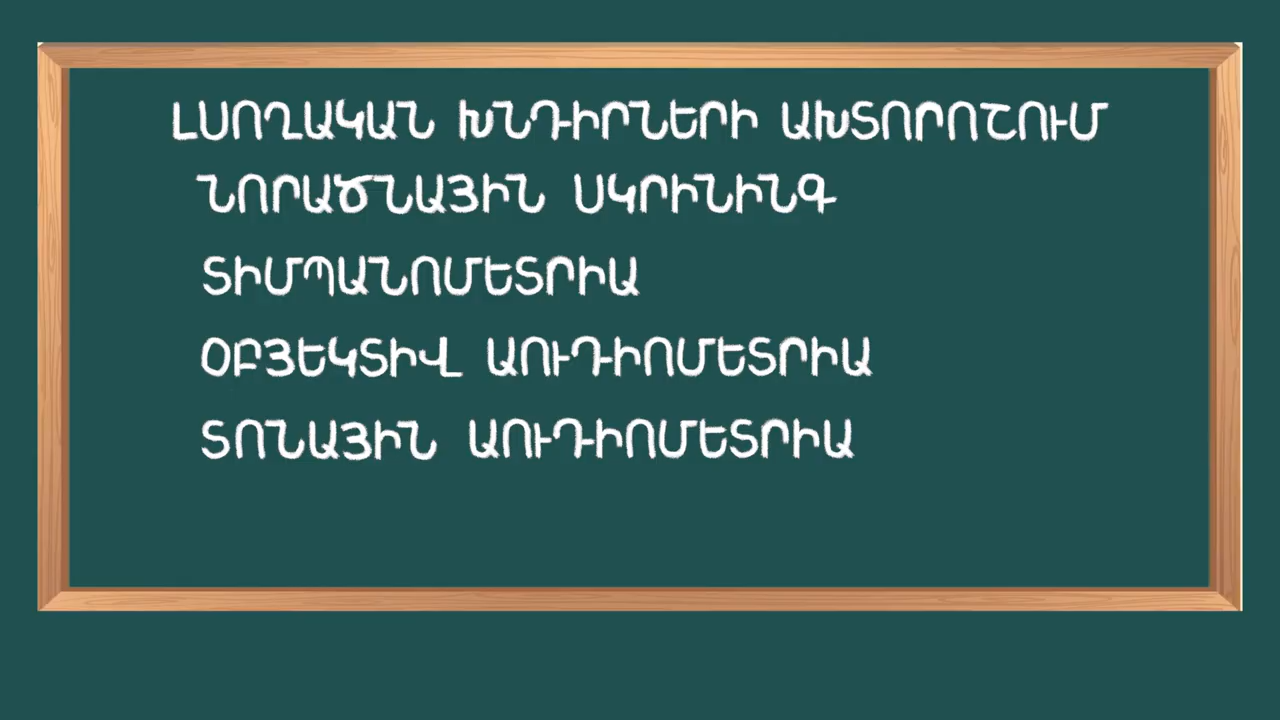 ԼՍՈՂԱԿԱՆ ԽՆԴԻՐՆԵՐԻ ԱԽՏՈՐՈՇՈՒՄ
ՆՈՐԱԾՆԱՅԻՆ ՍԿՐԻՆԻՆԳ
ՏԻՄՊԱՆՈՄԵՏՐԻԱ
ՕԲՅԵԿՏԻՎ ԱՈՒԴԻՈՄԵՏՐԻԱ
ՏՈՆԱՅԻՆ ԱՈՒԴԻՈՄԵՏՐԻԱ